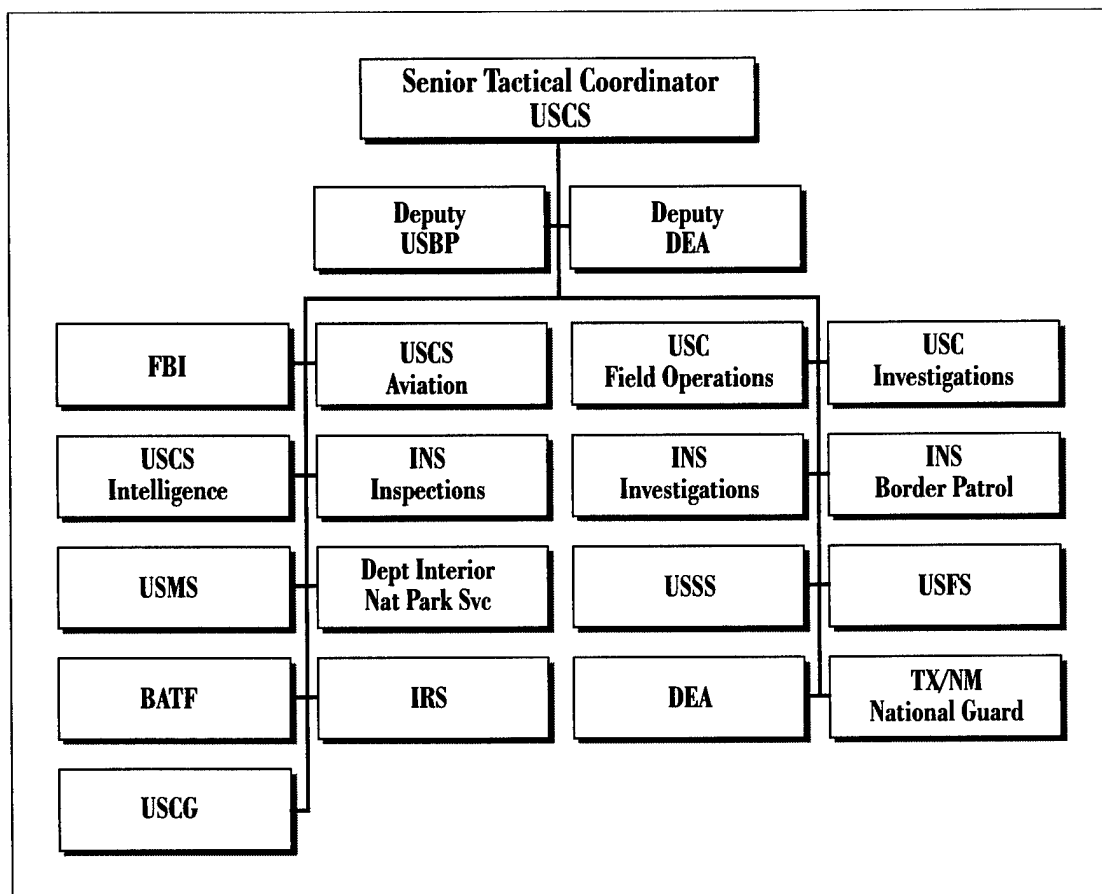 Senior Tactical Coordinator
USCS
Deputy
USBP
Deputy
DEA
FBI
USCS
Aviation
USC
Field Operations
USC
Investigations
USCS
Intelligence
INS
Inspections
INS
Investigations
INS
Border Patrol
USMS
Dept Interior
Nat Park Svc
USSS
USFS
BATF
IRS
DEA
TX/NM
National Guard
USCG